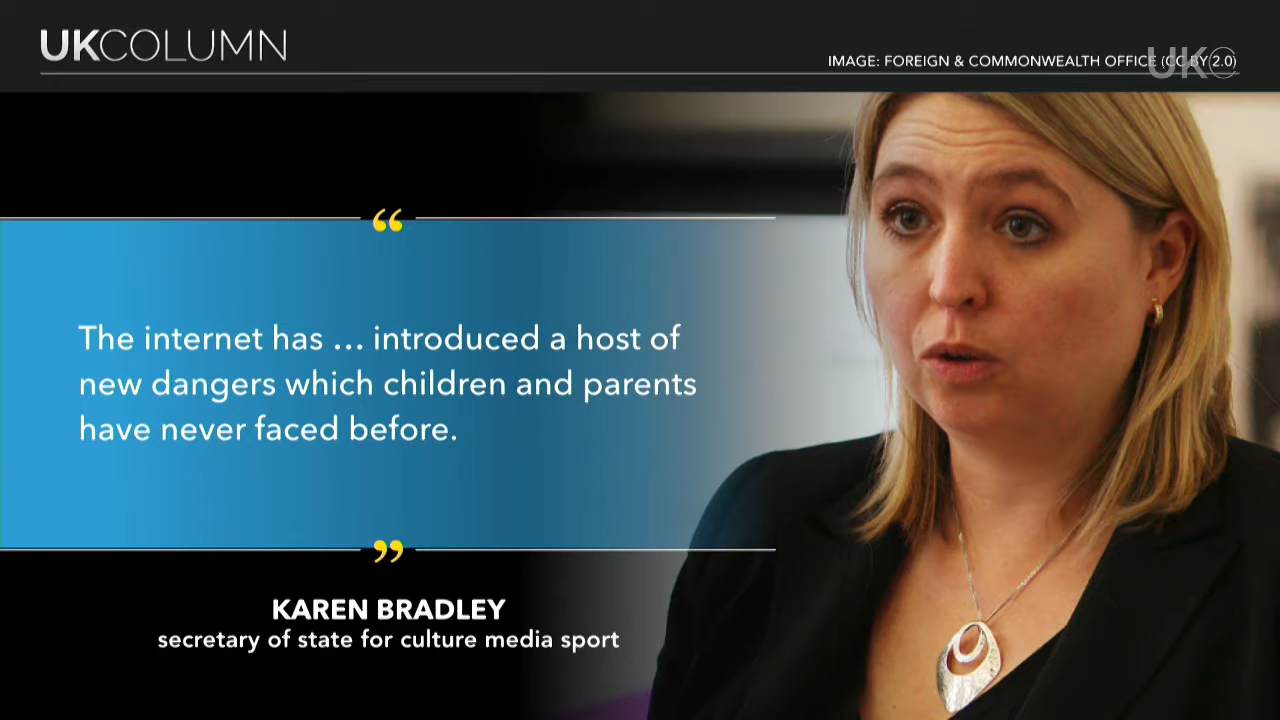 UKCOLUMN
IMAGE: FOREIGN & COMMONWEALTH OFFICE (CC BY 2.0)
UKC
“
The internet has … introduced a host of
new dangers which children and parents
have never faced before.
”
KAREN BRADLEY
secretary of state for culture media sport